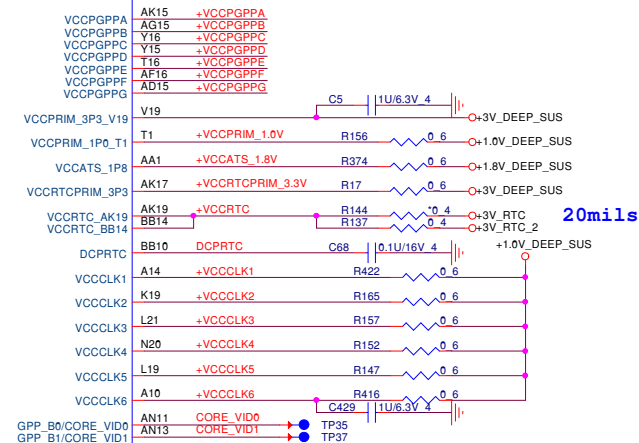 VCCPGPPA AK15 +VCCPGPPA
VCCPGPPB AG15 +VCCPGPPB
VCCPGPPC Y16 +VCCPGPPC
VCCPGPPD Y15 +VCCPGPPD
VCCPGPPE T16 +VCCPGPPE
VCCPGPPF AF16 +VCCPGPPF
VCCPGPPG AD15 +VCCPGPPG
C5 1U/6.3V_4
VCCPRIM_3P3_V19 V19 +3V_DEEP_SUS
VCCPRIM_1P0_T1 T1 +VCCPRIM_1.0V R156 0_6 +1.0V_DEEP_SUS
VCCATS_1P8 AA1 +VCCATS_1.8V R374 0_6 +1.8V_DEEP_SUS
VCCRTCPRIM_3P3 AK17 +VCCRTCPRIM_3.3V R17 0_6 +3V_DEEP_SUS
VCCRTC_AK19 AK19 +VCCRTC R144 *0_4 +3V_RTC 20mils
VCCRTC_BB14 BB14 R137 0_4 +3V_RTC_2
DCPRTC BB10 DCPRTC C68 0.1U/16V_4 +1.0V_DEEP_SUS
VCCCLK1 A14 +VCCCLK1 R422 0_6
VCCCLK2 K19 +VCCCLK2 R165 0_6
VCCCLK3 L21 +VCCCLK3 R157 0_6
VCCCLK4 N20 +VCCCLK4 R152 0_6
VCCCLK5 L19 +VCCCLK5 R147 0_6
VCCCLK6 A10 +VCCCLK6 R416 0_6
C429 1U/6.3V_4
GPP_B0/CORE_VID0 AN11 CORE_VID0 TP35
GPP_B1/CORE_VID1 AN13 CORE_VID1 TP37